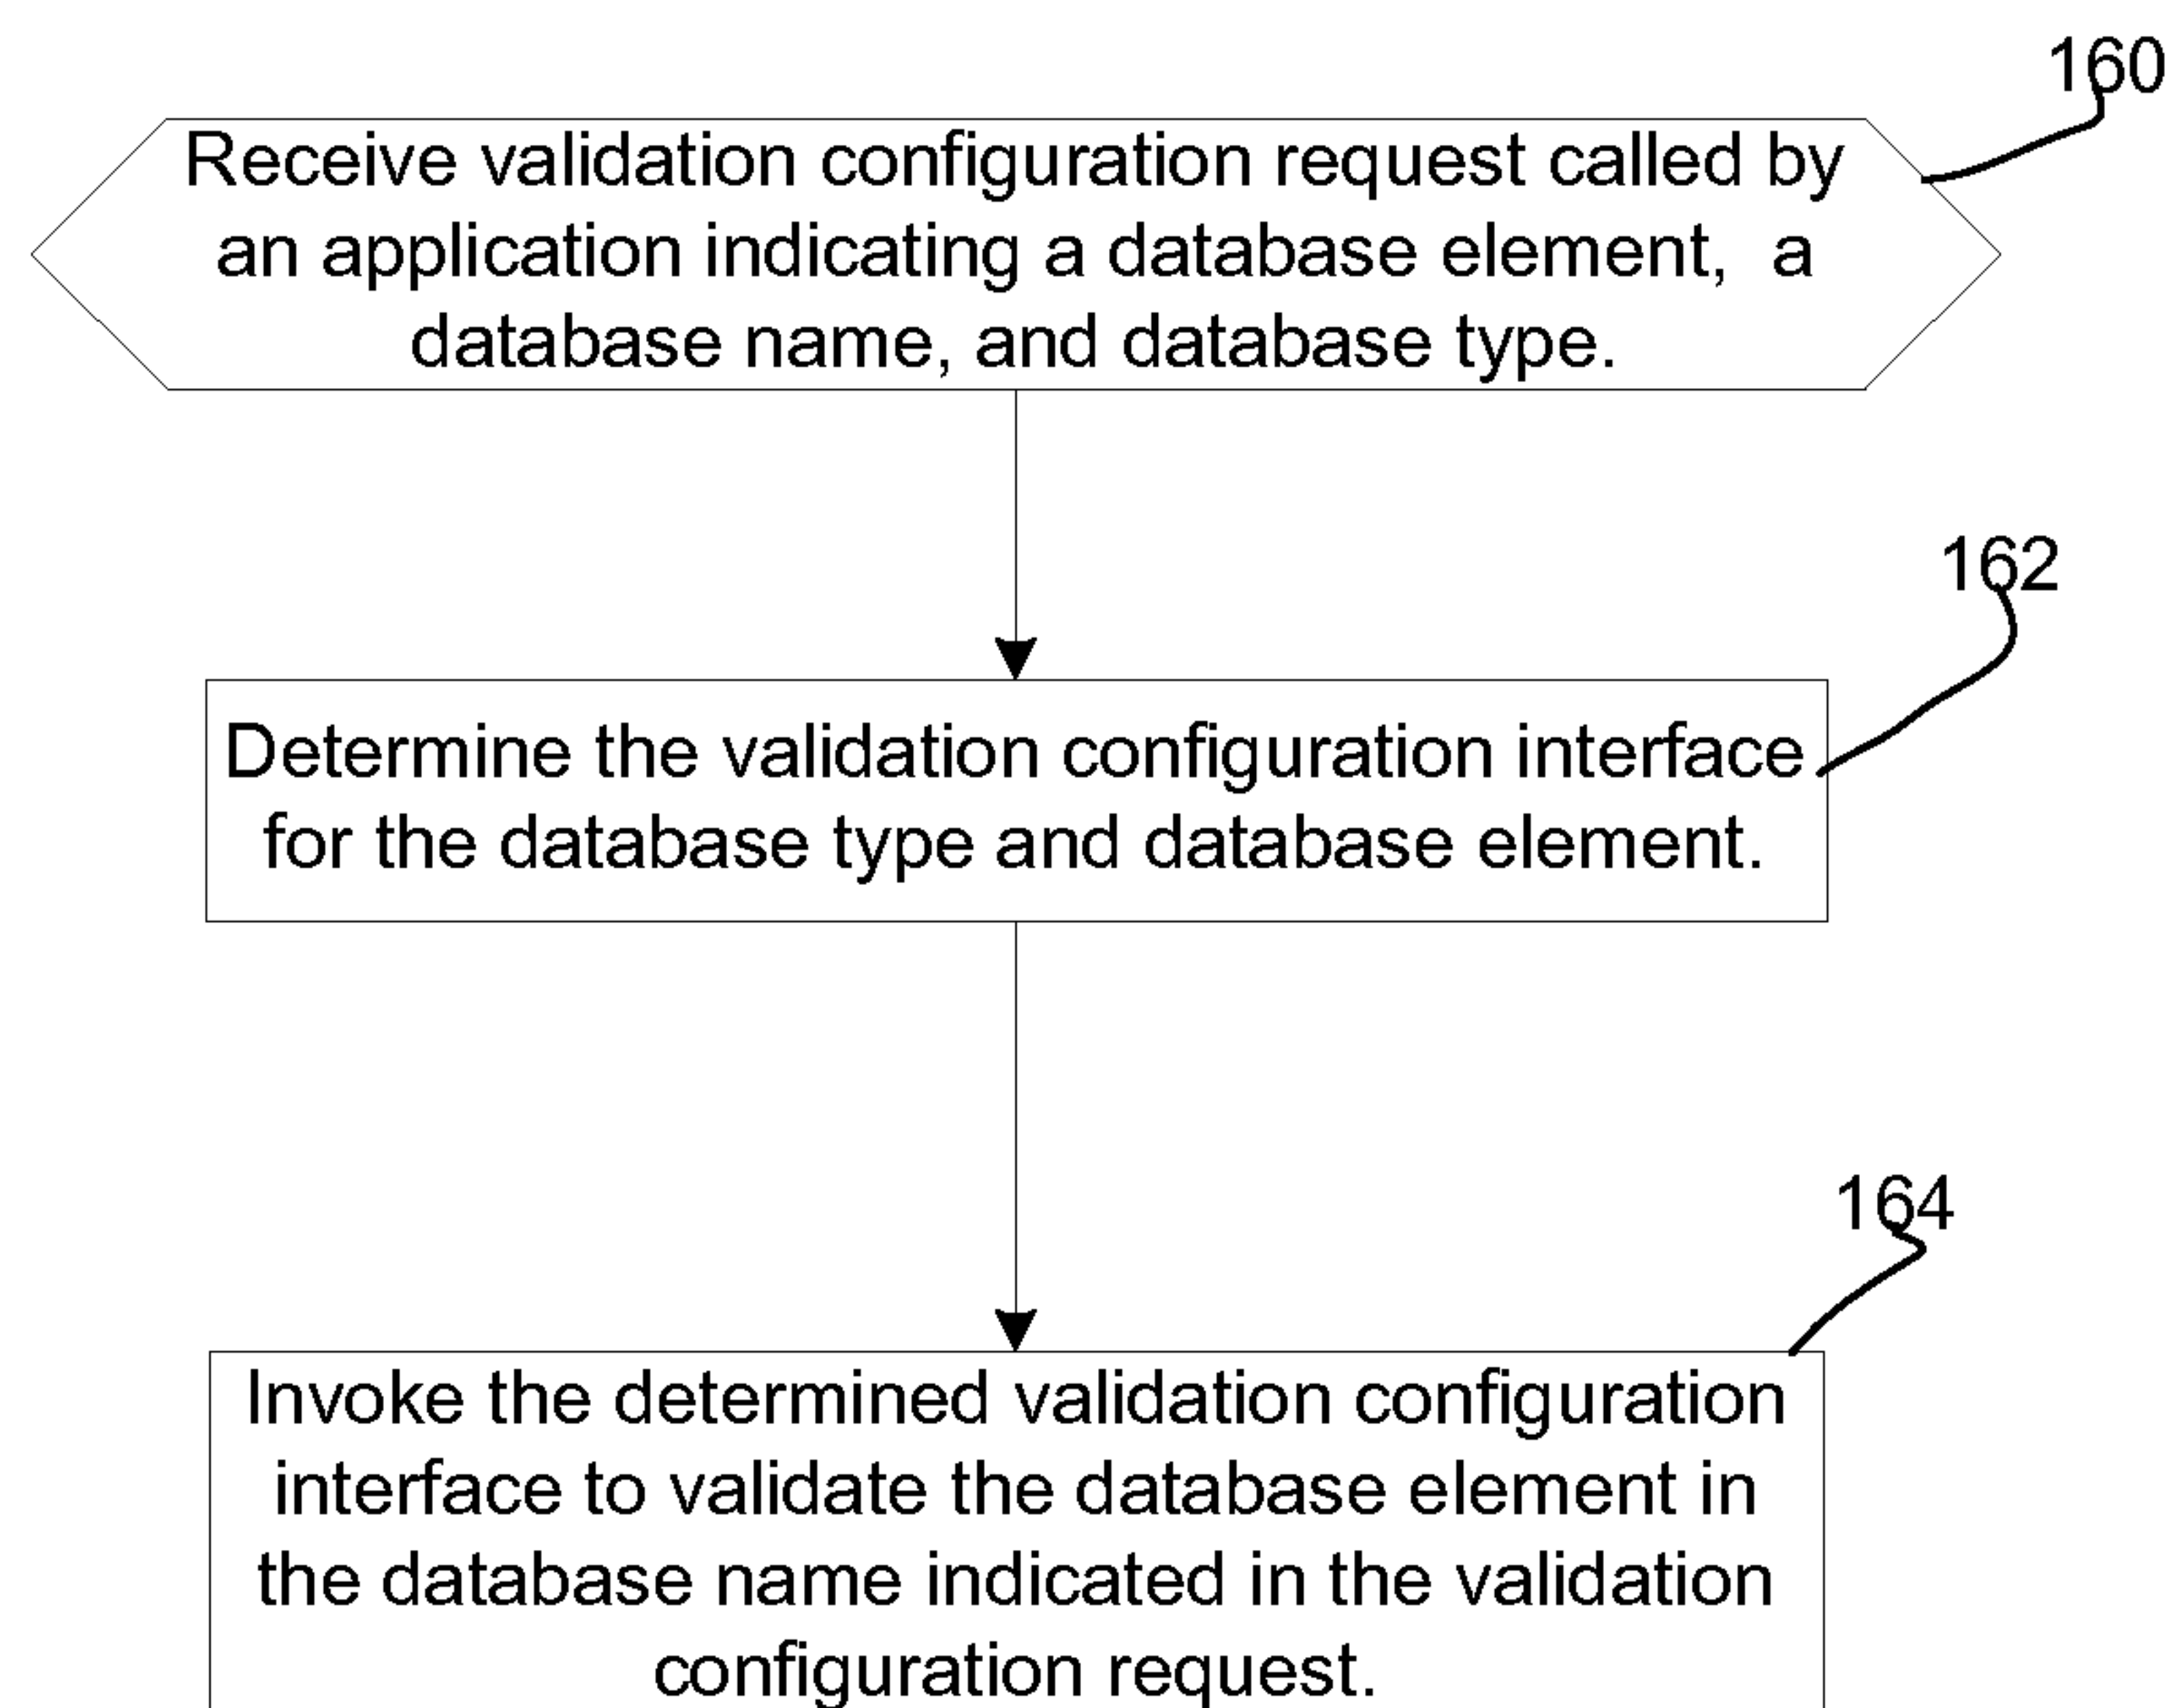 160
Receive validation configuration request called by
an application indicating a database element, a
database name, and database type.
162
Determine the validation configuration interface
for the database type and database element.
164
Invoke the determined validation configuration
interface to validate the database element in
the database name indicated in the validation
configuration request.